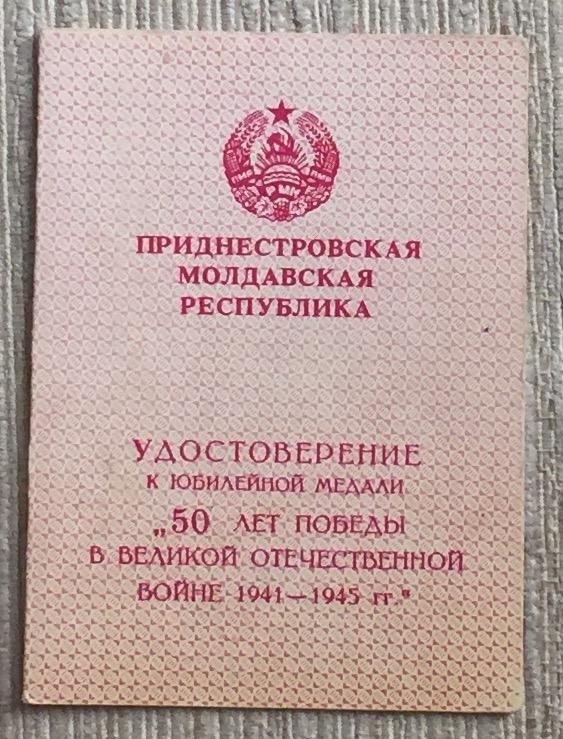 ПРИДНЕСТРОВСКАЯ
МОЛДАВСКАЯ
РЕСПУБЛИКА
УДОСТОВЕРЕНИЕ
К ЮБИЛЕЙНОЙ МЕДАЛИ
„50 ЛЕТ ПОБЕДЫ
В ВЕЛИКОЙ ОТЕЧЕСТВЕННОЙ
ВОЙНЕ 1941—1945 гг."